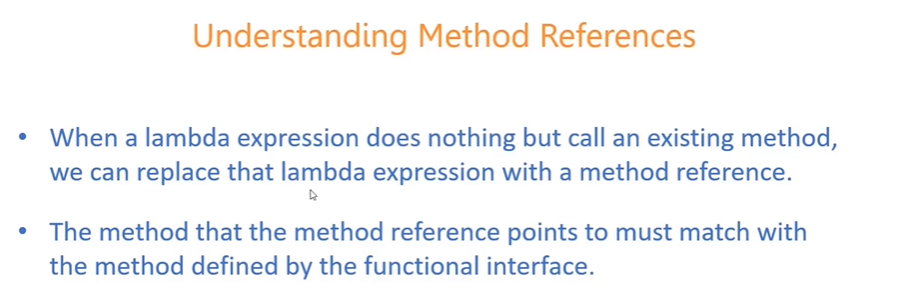 Understanding Method References
• When a lambda expression does nothing but call an existing method,
we can replace that lambda expression with a method reference.
• The method that the method reference points to must match with
the method defined by the functional interface.